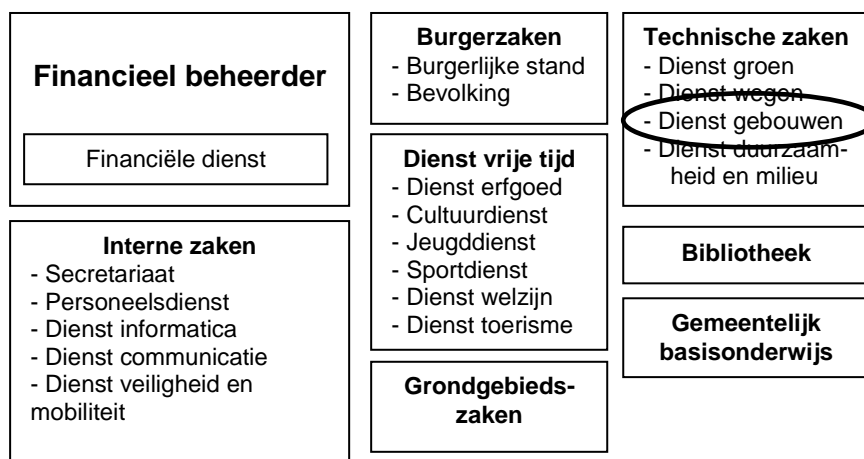 Financieel beheerder
Financiële dienst
Interne zaken
- Secretariaat
- Personeelsdienst
- Dienst informatica
- Dienst communicatie
- Dienst veiligheid en
mobiliteit
Burgerzaken
- Burgerlijke stand
- Bevolking
Dienst vrije tijd
- Dienst erfgoed
- Cultuurdienst
- Jeugddienst
- Sportdienst
- Dienst welzijn
- Dienst toerisme
Grondgebieds-
zaken
Technische zaken
- Dienst groen
- Dienst wegen
- Dienst gebouwen
- Dienst duurzaam-
heid en milieu
Bibliotheek
Gemeentelijk
basisonderwijs